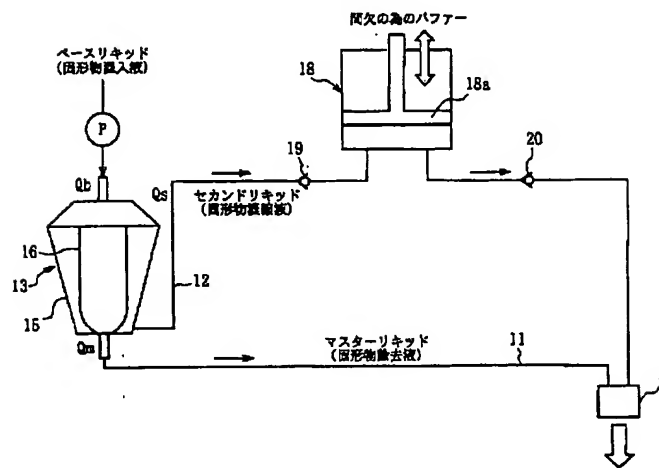 間欠の為のバッファー
ベースリキッド
(固形物混入液)
18
18a
P
19
20
Qb
Qs
セカンドリキッド
(固形物混線液)
16
13
12
15
マスターリキッド
(固形物除去液)
11
Qm